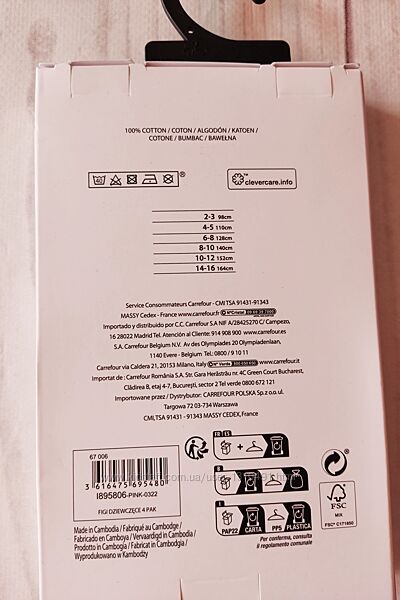 100% COTTON / COTON / ALGODÓN / KATOEN /
COTONE / BUMBAC / BAWEŁNA
clevercare.info
2-3 98cm
4-5 110cm
6-8 128cm
8-10 140cm
10-12 152cm
14-16 164cm
Service Consommateurs Carrefour - CMI TSA 91431-91343
MASSY Cedex - France www.carrefour.fr
Importado y distribuido por C.C. Carrefour S.A NIF A/28425270 C/ Campezo,
16 28022 Madrid Tel. Atención al Cliente: 914 908 900 www.carrefour.es
S.A. Carrefour Belgium N.V. Av des Olympiades 20 Olympiadenlaan,
1140 Evere - Belgium Tel.: 0800 / 9 10 11
Carrefour via Caldera 21, 20153 Milano, Italy N° Verde www.carrefour.it
Importat de : Carrefour România S.A. Str. Gara Herăstrău nr. 4C Green Court Bucharest,
Clădirea B, etaj 4-7, București, sector 2 Tel verde 0800 672 121
Importowane przez / Dystrybutor: CARREFOUR POLSKA Sp.z.o.o.
Targowa 72 03-734 Warszawa
CMI, TSA 91431 - 91343 MASSY CEDEX, France
67 006
3 616475 695480
I895806-PINK-0322
FIGI DZIEWCZĘCE 4 PAK
Made in Cambodia / Fabriqué au Cambodge /
Fabricado en Camboya / Vervaardigd in Cambodia /
Prodotto in Cambogia / Fabricat in Cambodgia /
Wyprodukowano w Kambodży
FR ES
PAP22 CARTA PP5 PLASTICA
Per conferma, consulta
il regolamento comunale
FSC
MIX
FSC® C171850